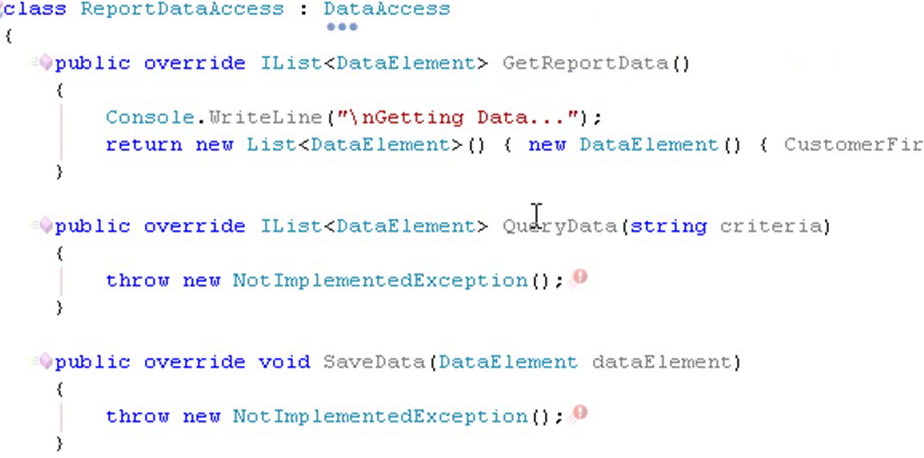 class ReportDataAccess : DataAccess
{
public override IList<DataElement> GetReportData()
{
Console.WriteLine("\nGetting Data...");
return new List<DataElement>() { new DataElement() { CustomerFir
}
public override IList<DataElement> QueryData(string criteria)
{
throw new NotImplementedException();
}
public override void SaveData(DataElement dataElement)
{
throw new NotImplementedException();
}